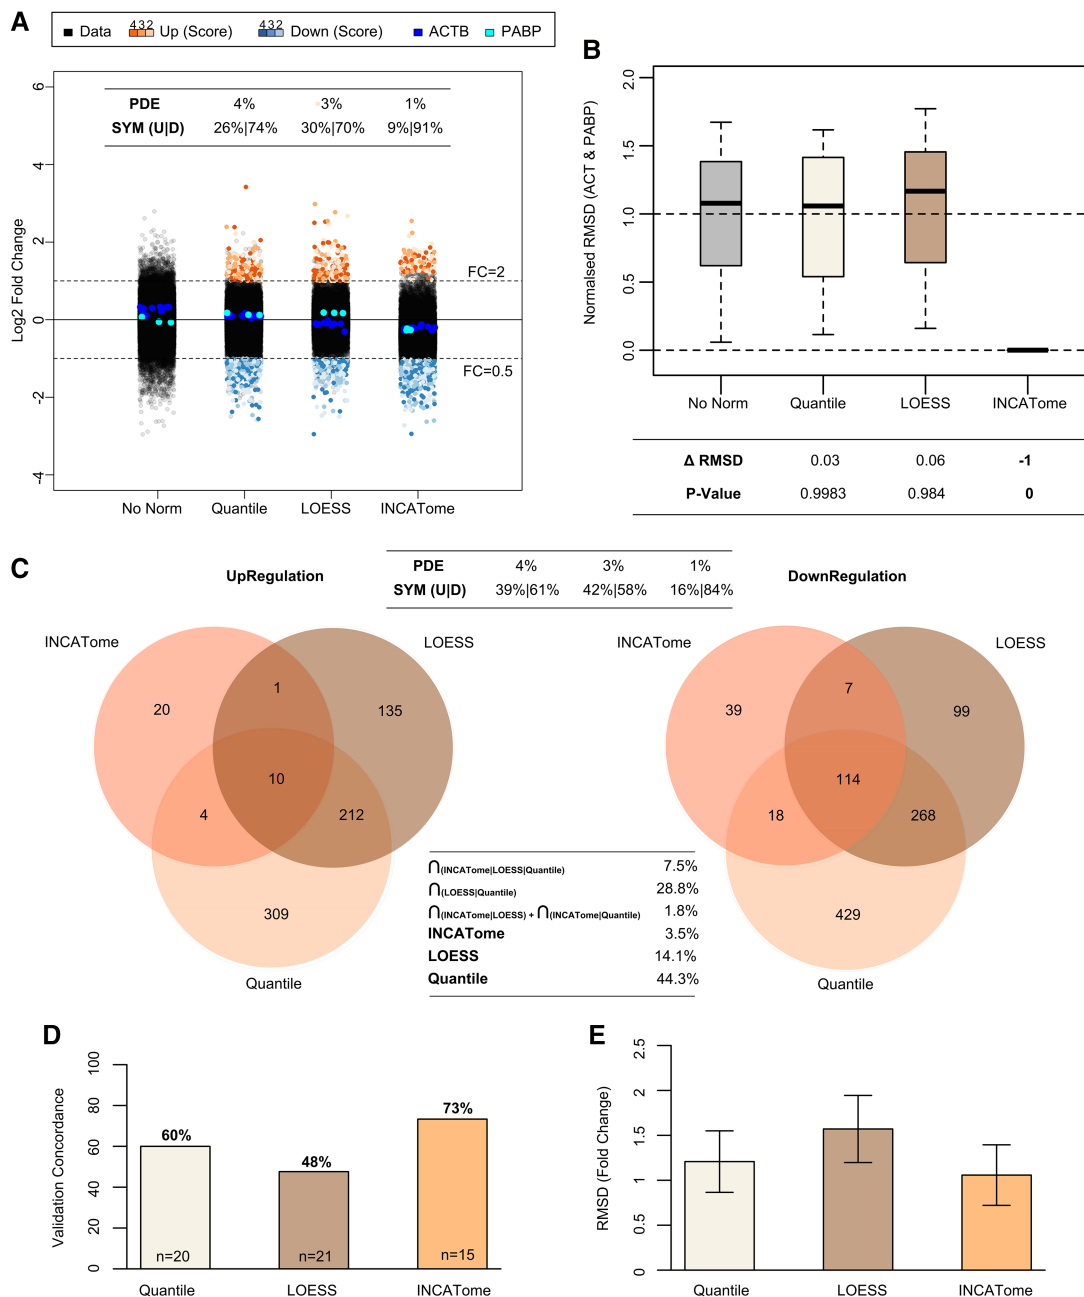 A
432
Data
Up (Score)
432
Down (Score)
ACTB
PABP
PDE 4% 3% 1%
SYM (U|D) 26%|74% 30%|70% 9%|91%
Log2 Fold Change
6
4
2
0
-2
-4
FC=2
FC=0.5
No Norm Quantile LOESS INCATome
B
Normalised RMSD (ACT & PABP)
2.0
1.5
1.0
0.5
0.0
No Norm Quantile LOESS INCATome
Δ RMSD 0.03 0.06 -1
P-Value 0.9983 0.984 0
C
PDE 4% 3% 1%
SYM (U|D) 39%|61% 42%|58% 16%|84%
UpRegulation
INCATome
LOESS
1
20
135
10
4
212
309
Quantile
DownRegulation
INCATome
LOESS
7
39
99
114
18
268
429
Quantile
⋂(INCATome|LOESS|Quantile) 7.5%
⋂(LOESS|Quantile) 28.8%
⋂(INCATome|LOESS) + ⋂(INCATome|Quantile) 1.8%
INCATome 3.5%
LOESS 14.1%
Quantile 44.3%
D
Validation Concordance
100
80
60
40
20
0
60%
48%
73%
n=20
n=21
n=15
Quantile LOESS INCATome
E
RMSD (Fold Change)
2.5
2
1.5
1
0.5
0
Quantile LOESS INCATome